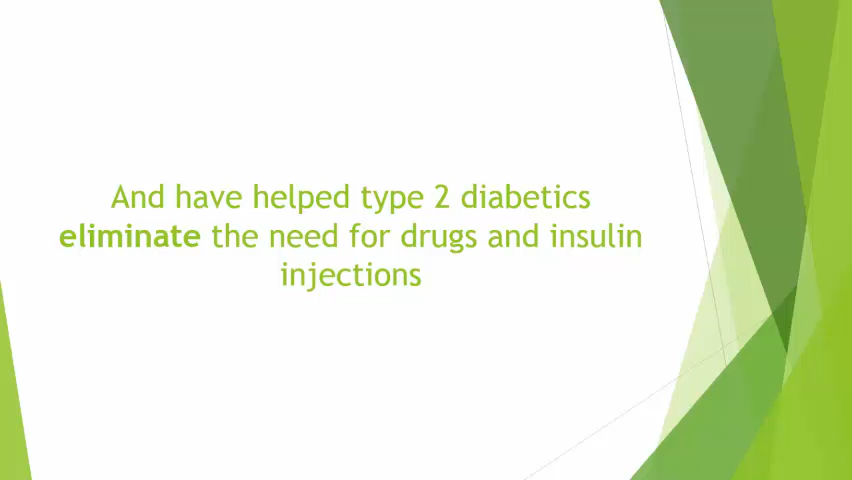 And have helped type 2 diabetics
eliminate the need for drugs and insulin
injections